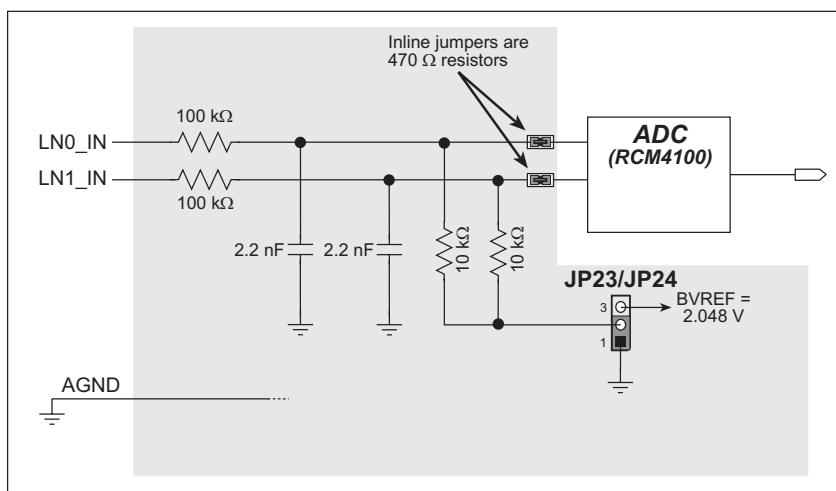 Inline jumpers are
470 Ω resistors
100 kΩ
LN0_IN
ADC
(RCM4100)
LN1_IN
100 kΩ
2.2 nF
2.2 nF
10 kΩ
10 kΩ
JP23/JP24
3
BVREF =
2.048 V
1
AGND